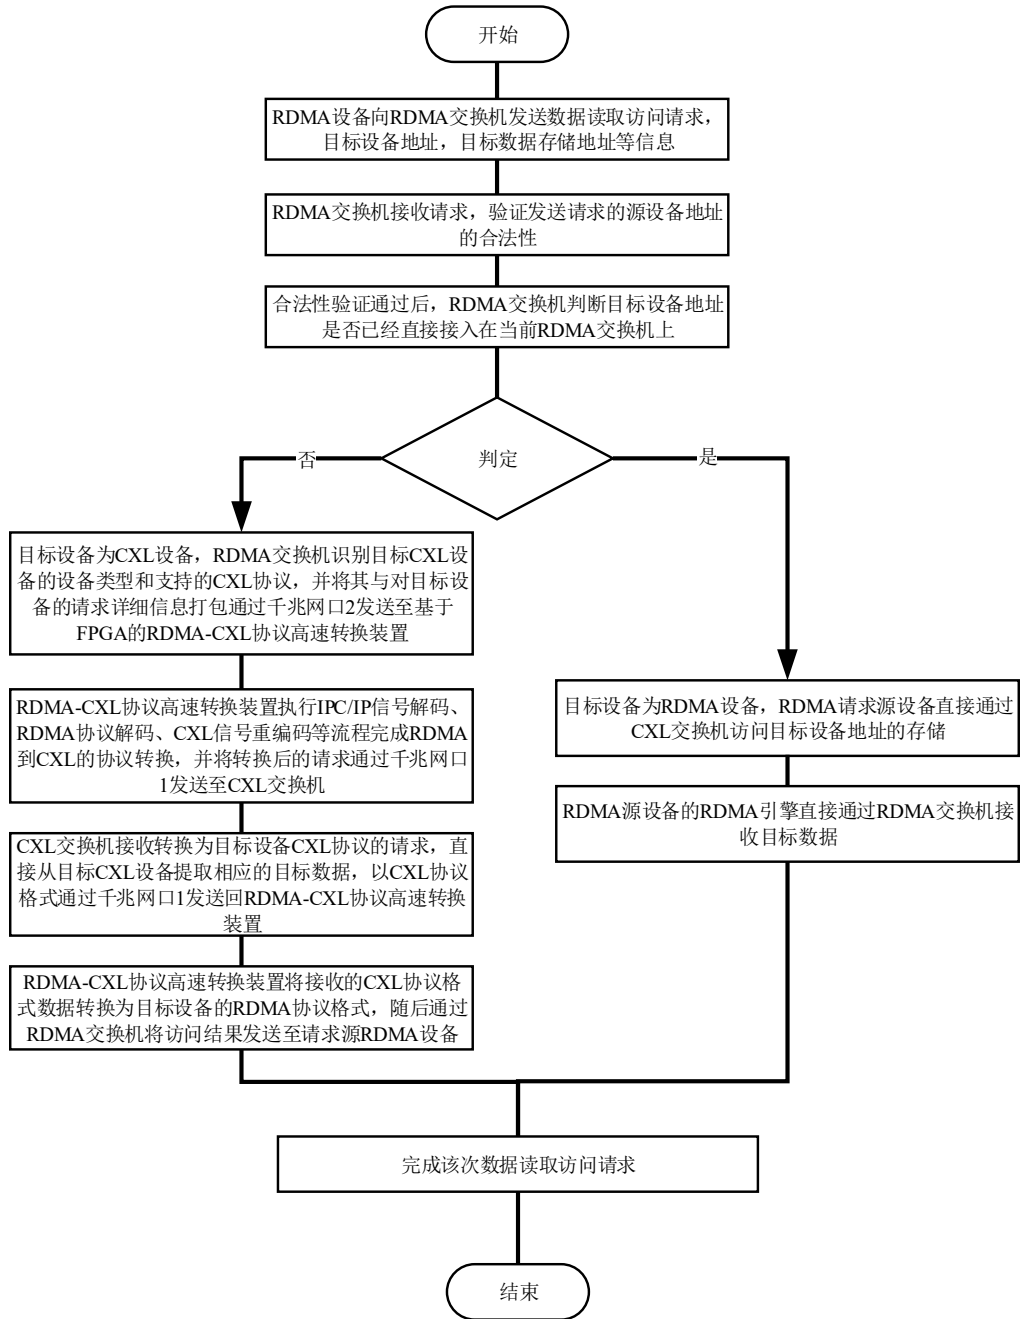 开始
RDMA设备向RDMA交换机发送数据读取访问请求，
目标设备地址，目标数据存储地址等信息
RDMA交换机接收请求，验证发送请求的源设备地址
的合法性
合法性验证通过后，RDMA交换机判断目标设备地址
是否已经直接接入在当前RDMA交换机上
判定
否
是
目标设备为CXL设备，RDMA交换机识别目标CXL设
备的设备类型和支持的CXL协议，并将其与对目标设
备的请求详细信息打包通过千兆网口2发送至基于
FPGA的RDMA-CXL协议高速转换装置
RDMA-CXL协议高速转换装置执行IPC/IP信号解码、
RDMA协议解码、CXL信号重编码等流程完成RDMA
到CXL的协议转换，并将转换后的请求通过千兆网口
1发送至CXL交换机
CXL交换机接收转换为目标设备CXL协议的请求，直
接从目标CXL设备提取相应的目标数据，以CXL协议
格式通过千兆网口1发送回RDMA-CXL协议高速转换
装置
RDMA-CXL协议高速转换装置将接收的CXL协议格
式数据转换为目标设备的RDMA协议格式，随后通过
RDMA交换机将访问结果发送至请求源RDMA设备
目标设备为RDMA设备，RDMA请求源设备直接通过
CXL交换机访问目标设备地址的存储
RDMA源设备的RDMA引擎直接通过RDMA交换机接
收目标数据
完成该次数据读取访问请求
结束